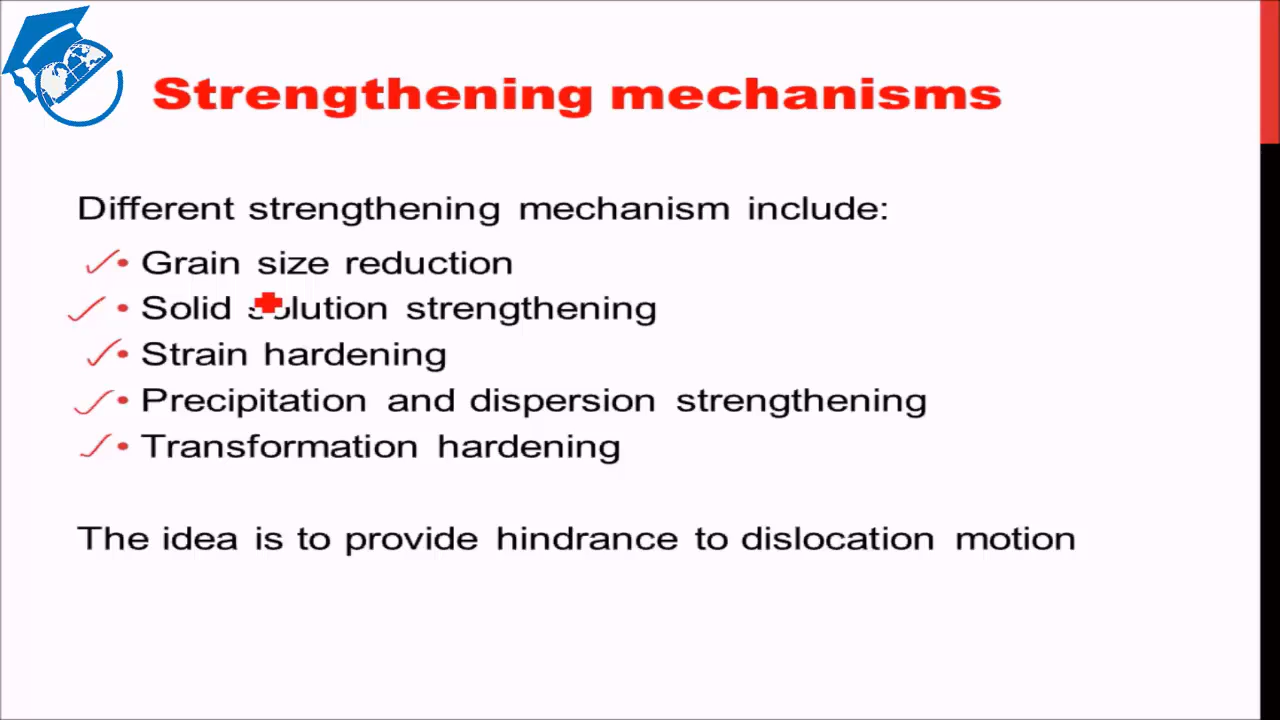 Strengthening mechanisms
Different strengthening mechanism include:
• Grain size reduction
• Solid solution strengthening
• Strain hardening
• Precipitation and dispersion strengthening
• Transformation hardening
The idea is to provide hindrance to dislocation motion